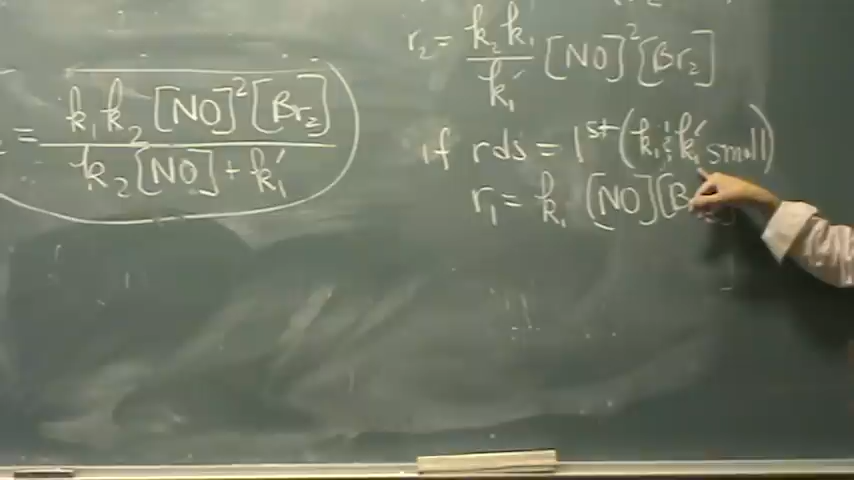 = k₁k₂[NO]²[Br₂] / k₂[NO] + k₁′
r₂ = k₂k₁ / k₁′ [NO]²[Br₂]
if rds = 1st (k₁ & k₁′ small)
r₁ = k₁ [NO][B